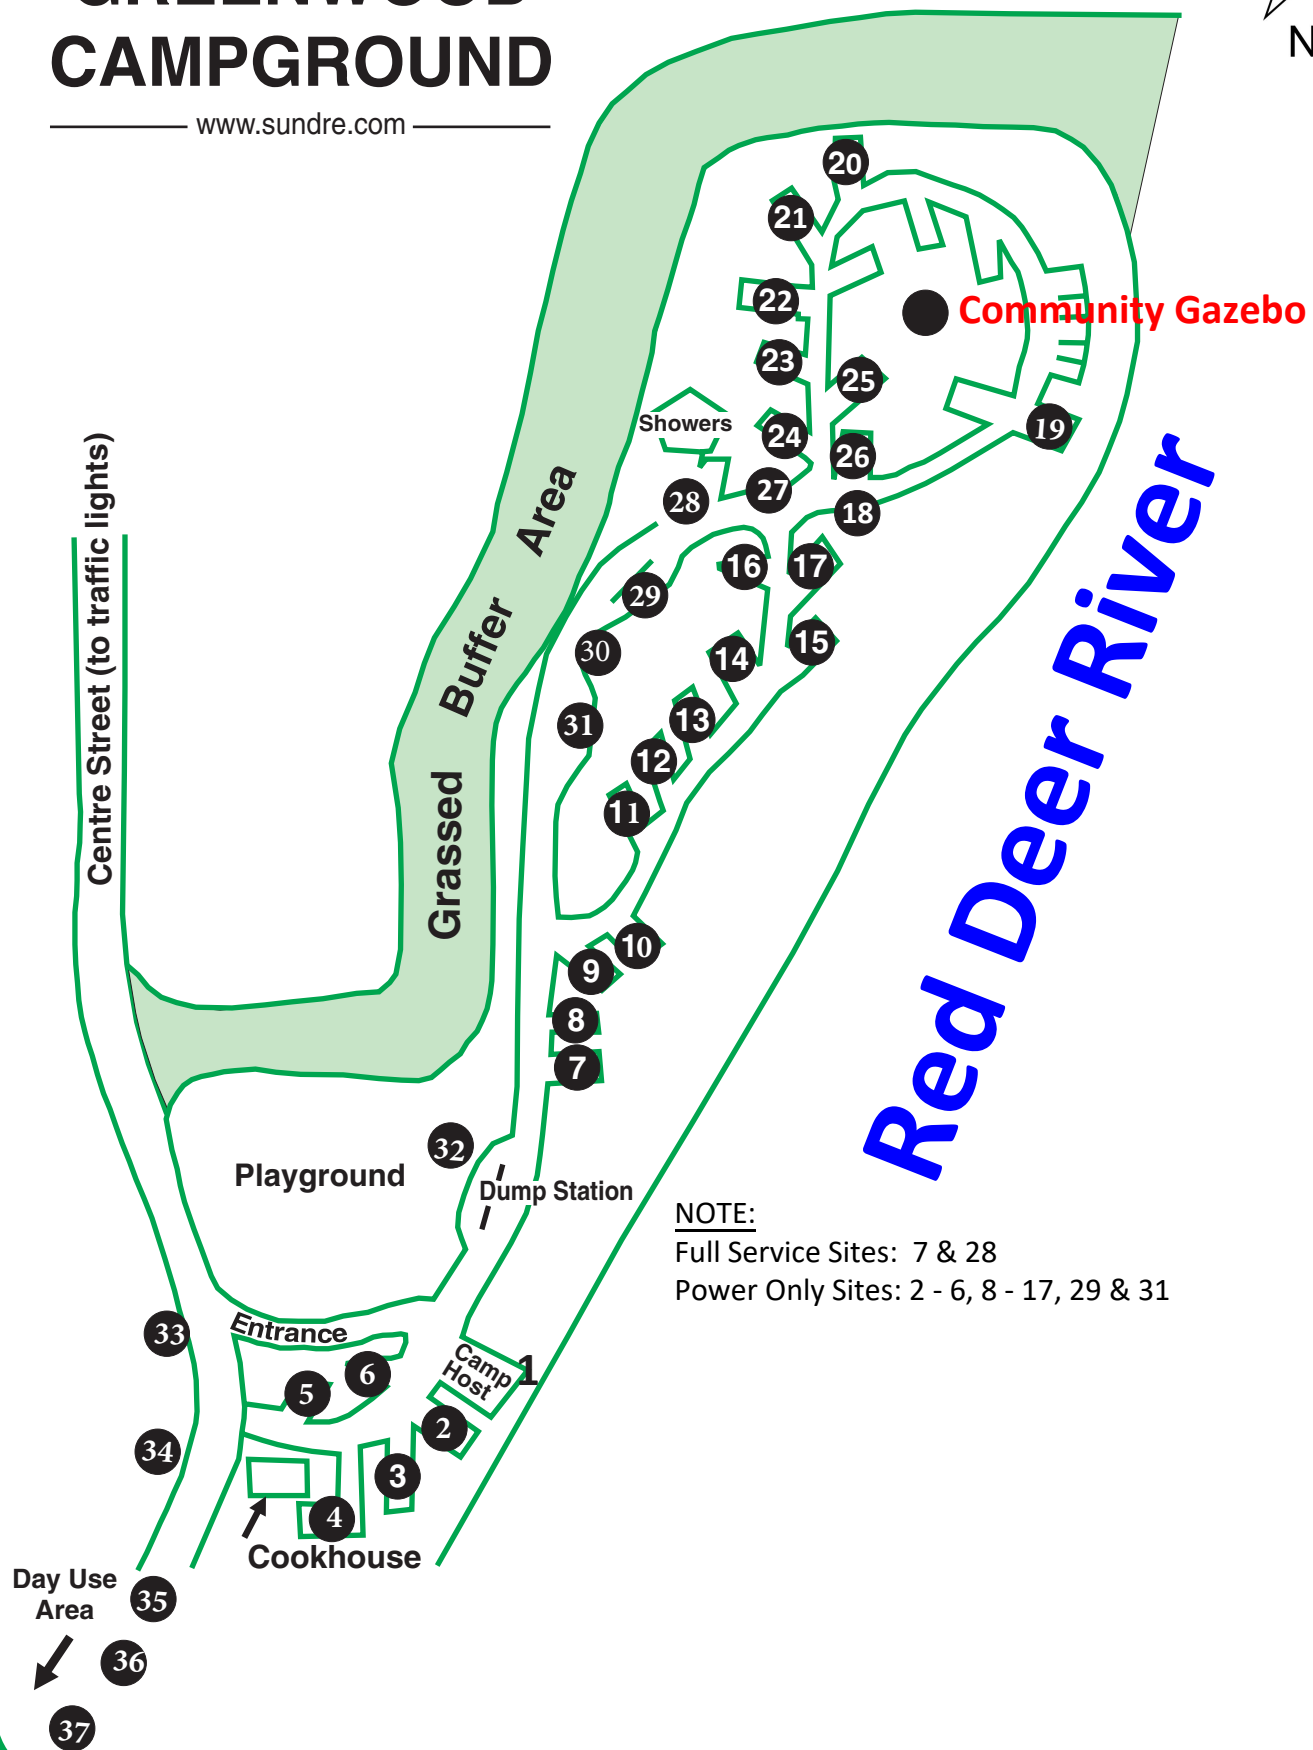 GREENWOOD
CAMPGROUND
www.sundre.com
N
20
21
22
Community Gazebo
23
25
Showers
24
19
26
27
28
18
16
17
29
15
30
14
13
31
12
11
Centre Street (to traffic lights)
Grassed Buffer Area
Red Deer River
10
9
8
7
32
Playground
Dump Station
NOTE:
Full Service Sites: 7 & 28
Power Only Sites: 2 - 6, 8 - 17, 29 & 31
33
Entrance
6
5
Camp
Host
1
2
34
3
4
Cookhouse
Day Use
Area
35
36
37